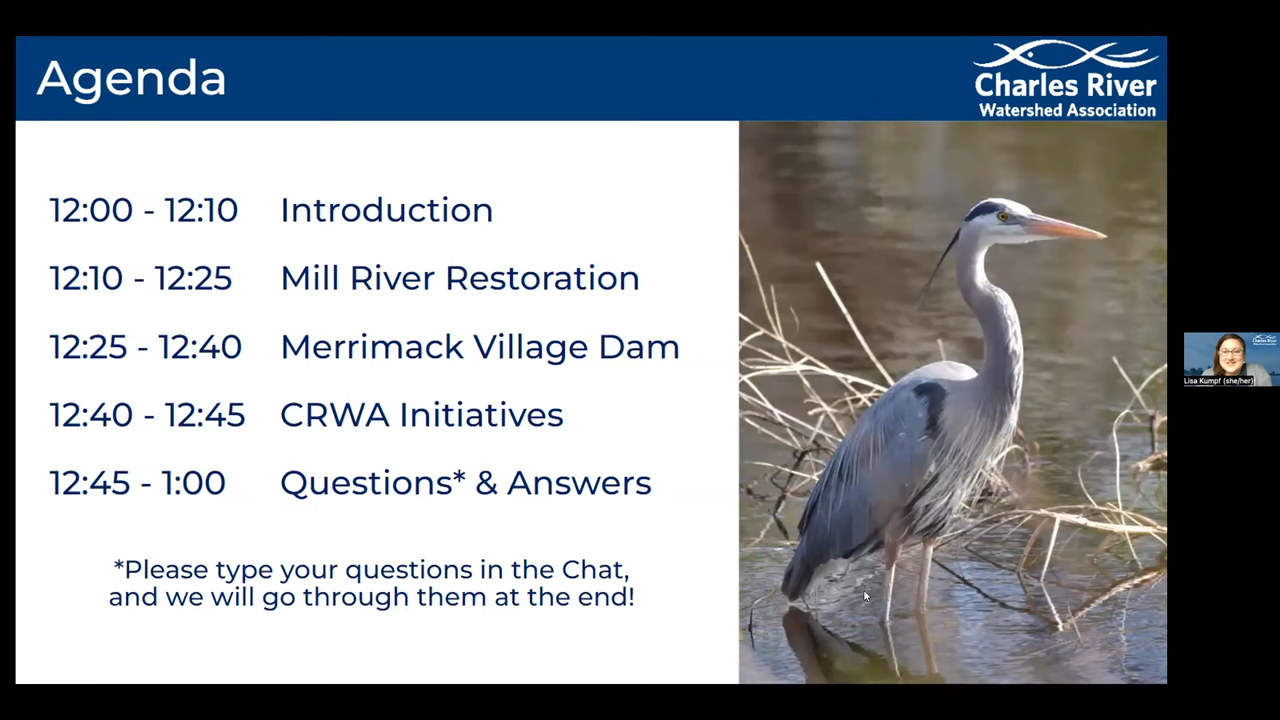 Agenda
Charles River
Watershed Association
12:00 - 12:10 Introduction
12:10 - 12:25 Mill River Restoration
12:25 - 12:40 Merrimack Village Dam
12:40 - 12:45 CRWA Initiatives
12:45 - 1:00 Questions* & Answers
*Please type your questions in the Chat,
and we will go through them at the end!
Lisa Kumpf (she/her)